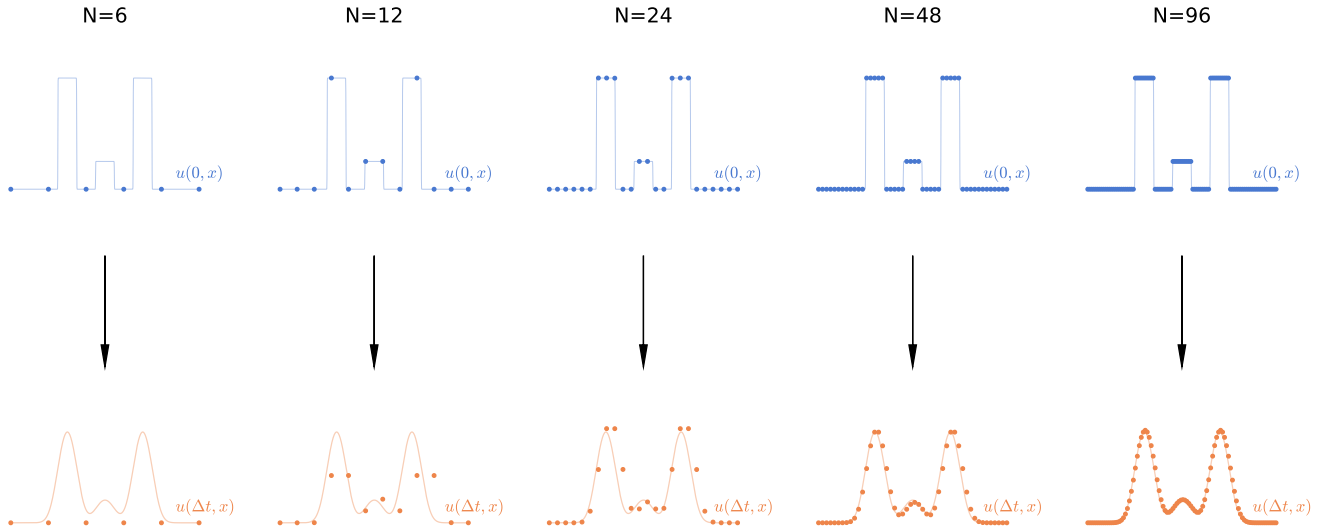 N=6 N=12 N=24 N=48 N=96
u(0, x) u(0, x) u(0, x) u(0, x) u(0, x)
u(Δt, x) u(Δt, x) u(Δt, x) u(Δt, x) u(Δt, x)